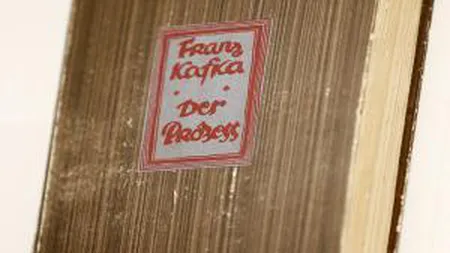 Franz
Kafka
Der
Prozess